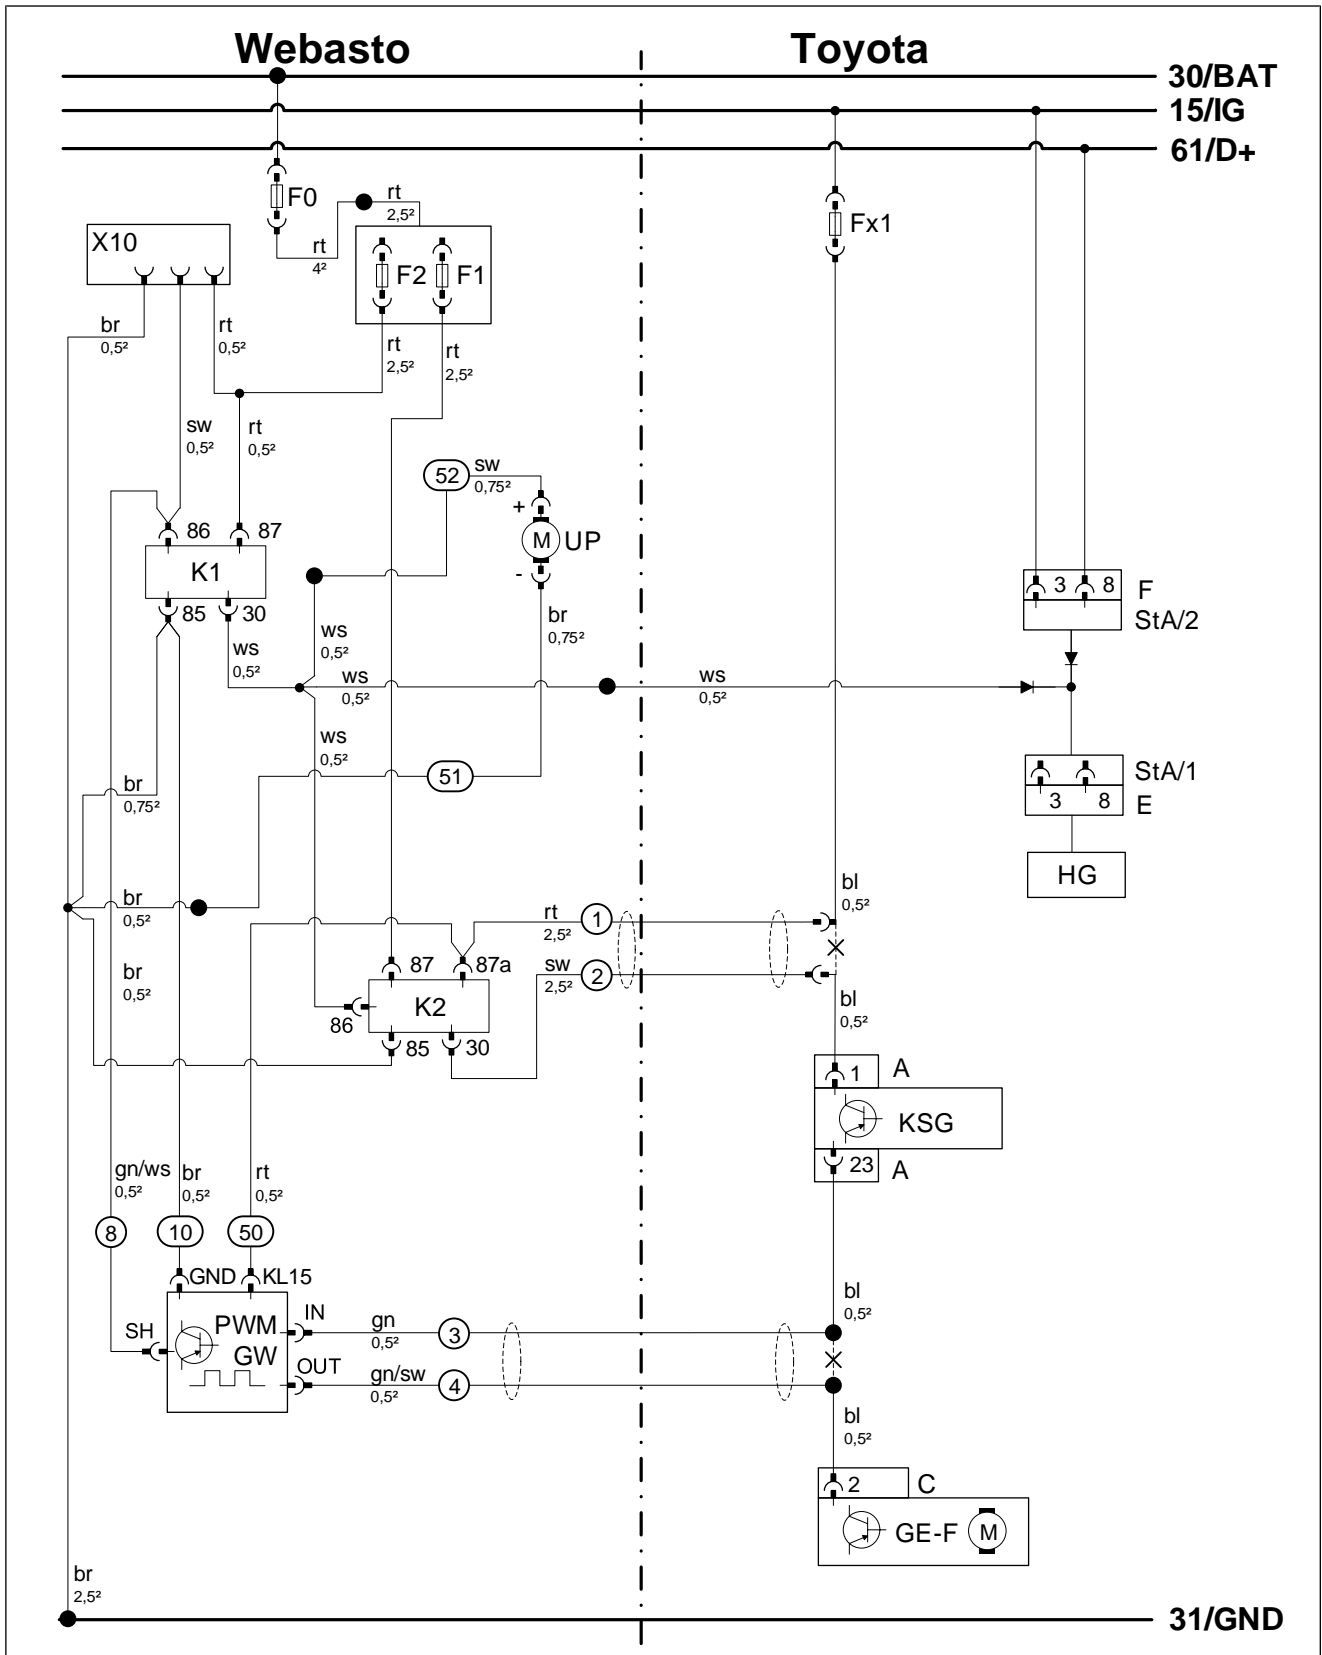 Webasto
Toyota
30/BAT
15/IG
61/D+
F0
rt
2,5²
Fx1
rt
4²
X10
F2
F1
br
0,5²
rt
0,5²
rt
2,5²
rt
2,5²
sw
0,5²
rt
0,5²
52
sw
0,75²
+
86
87
M
UP
K1
-
85
30
3
8
F
StA/2
br
0,75²
ws
0,5²
ws
0,5²
ws
0,5²
ws
0,5²
ws
0,5²
51
StA/1
br
0,75²
3
8
E
HG
bl
0,5²
br
0,5²
rt
2,5²
1
br
0,5²
87
87a
sw
2,5²
2
K2
86
bl
0,5²
85
30
1
A
KSG
gn/ws
0,5²
br
0,5²
rt
0,5²
23
A
8
10
50
GND
KL15
bl
0,5²
SH
PWM
GW
IN
gn
0,5²
3
OUT
gn/sw
0,5²
4
bl
0,5²
2
C
GE-F
M
br
2,5²
31/GND